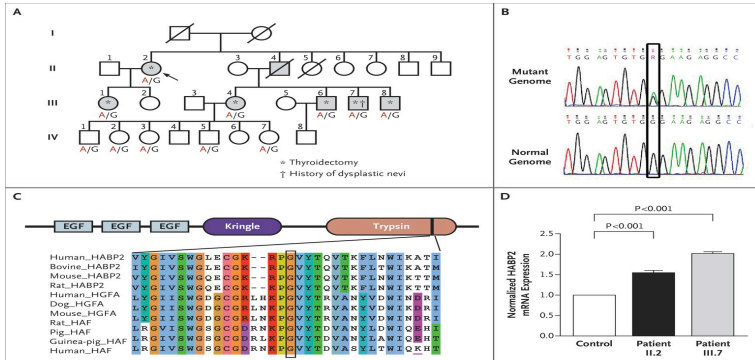 A
I
II
1 2 3 4 5 6 7 8 9
A/G
III
1 2 3 4 5 6 7 8
A/G A/G A/G A/G A/G
IV
1 2 3 4 5 6 7 8
A/G A/G A/G A/G A/G
* Thyroidectomy
† History of dysplastic nevi
B
T G G A G T G T G R G A A G A G G C C
Mutant Genome
T G G A G T G T G G G A A G A G G C C
Normal Genome
C
EGF EGF EGF Kringle Trypsin
Human_HABP2 VYGIVSWGLECGK--RPGVYTQVTKFLNWIKATI
Bovine_HABP2
Mouse_HABP2
Rat_HABP2
Human_HGFA
Dog_HGFA
Mouse_HGFA
Rat_HAF
Pig_HAF
Guinea-pig_HAF
Human_HAF
D
P<0.001
P<0.001
Normalized HABP2 mRNA Expression
2.5
2.0
1.5
1.0
0.5
0.0
Control
Patient II.2
Patient III.7